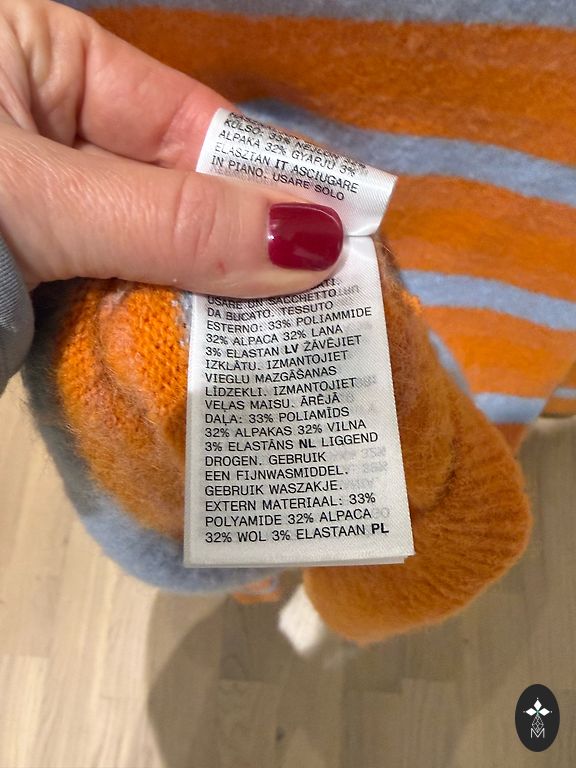 KÜLSŐ: 33%
ALPAKA 32% GYAPJÚ 3%
ELASZTÁN IT ASCIUGARE
IN PIANO. USARE SOLO
USARE UN SACCHETTO
DA BUCATO. TESSUTO
ESTERNO: 33% POLIAMMIDE
32% ALPACA 32% LANA
3% ELASTAN LV ŽĀVĒJIET
IZKLĀTU. IZMANTOJIET
VIEGLU MAZGĀŠANAS
LĪDZEKLI. IZMANTOJIET
VEĻAS MAISU. ĀRĒJĀ
DAĻA: 33% POLIAMĪDS
32% ALPAKAS 32% VILNA
3% ELASTĀNS NL LIGGEND
DROGEN. GEBRUIK
EEN FIJNWASMIDDEL.
GEBRUIK WASZAKJE.
EXTERN MATERIAAL: 33%
POLYAMIDE 32% ALPACA
32% WOL 3% ELASTAAN PL
M